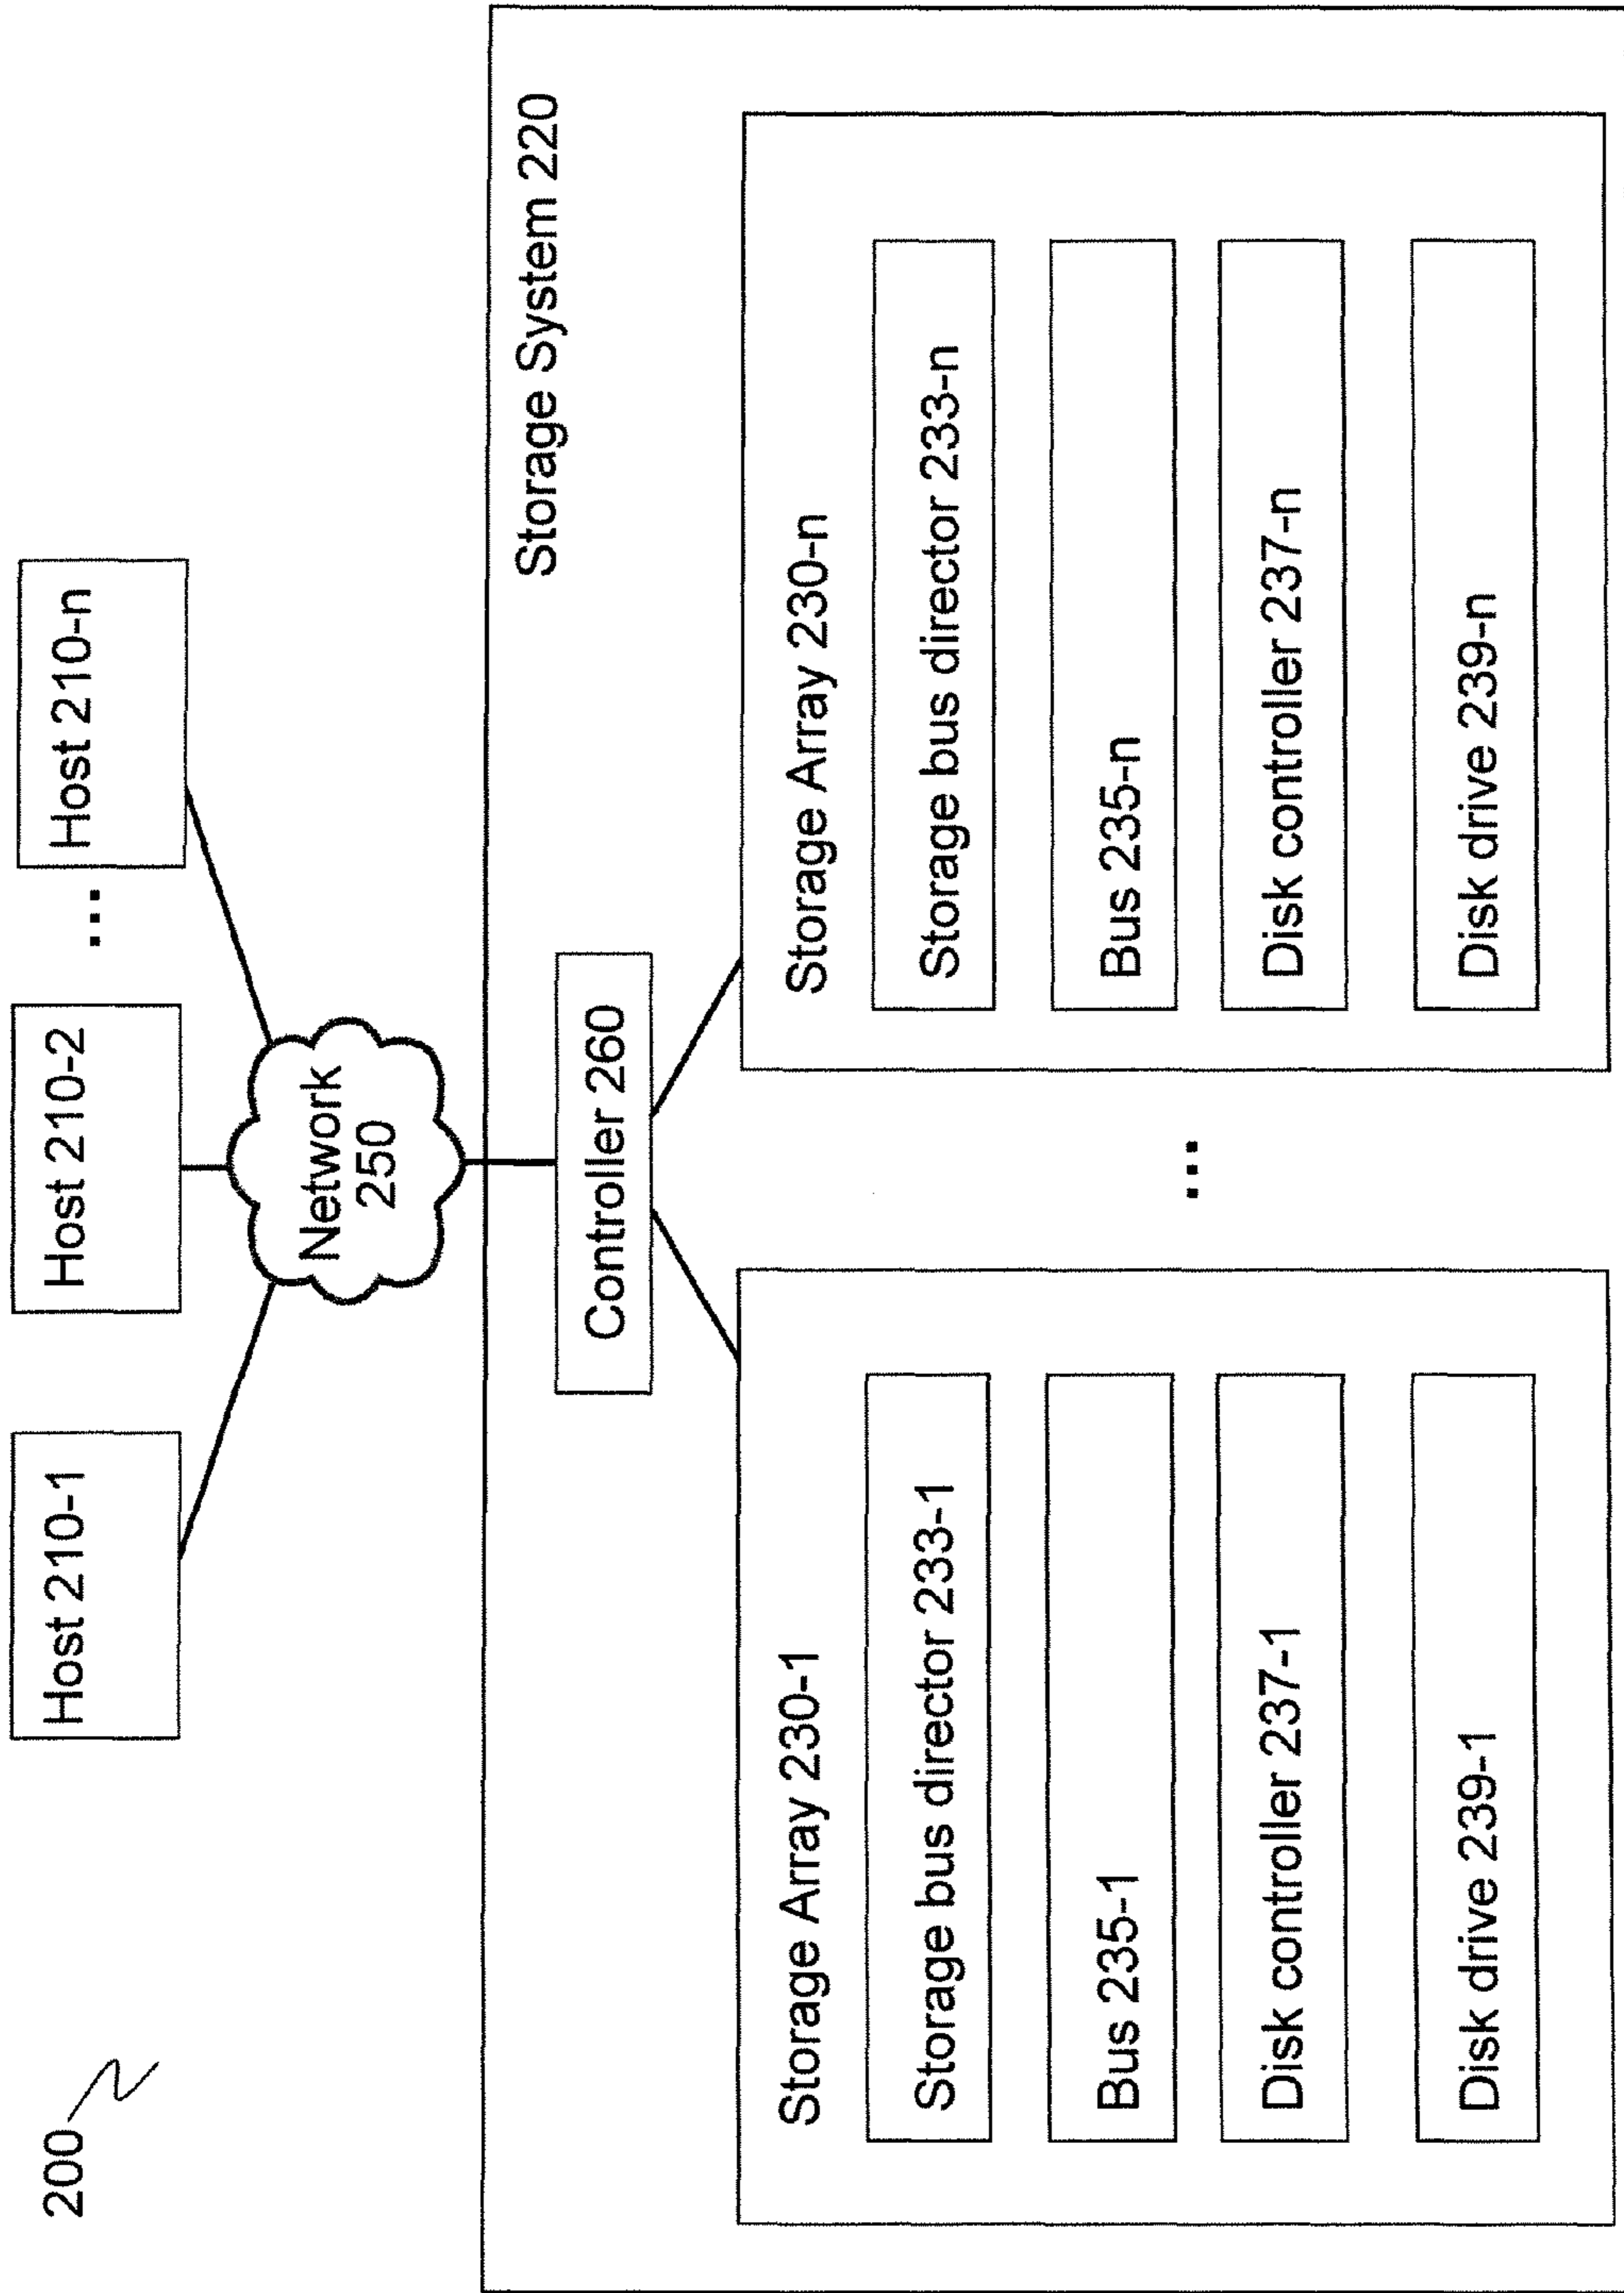 200
Host 210-1
Host 210-2
...
Host 210-n
Network
250
Storage System 220
Controller 260
Storage Array 230-1
Storage bus director 233-1
Bus 235-1
Disk controller 237-1
Disk drive 239-1
...
Storage Array 230-n
Storage bus director 233-n
Bus 235-n
Disk controller 237-n
Disk drive 239-n